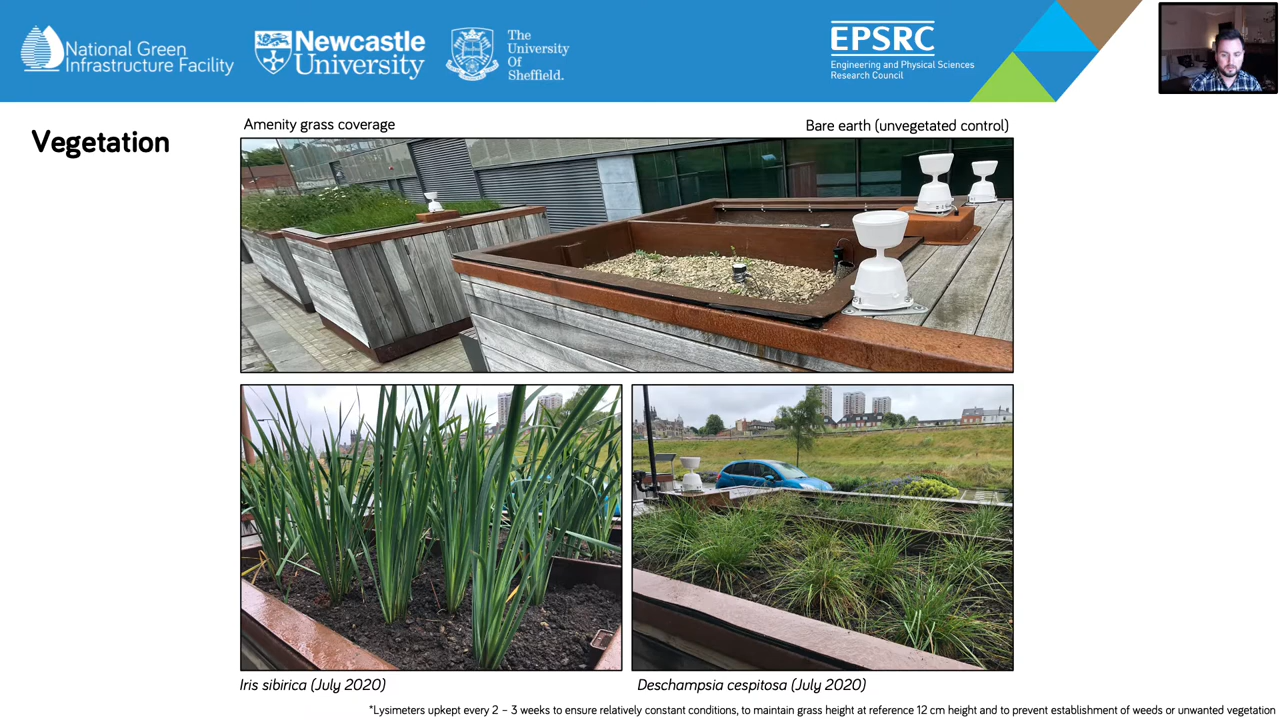 National Green
Infrastructure Facility
Newcastle
University
The
University
Of
Sheffield.
EPSRC
Engineering and Physical Sciences
Research Council
Vegetation
Amenity grass coverage
Bare earth (unvegetated control)
Iris sibirica (July 2020)
Deschampsia cespitosa (July 2020)
*Lysimeters upkept every 2 – 3 weeks to ensure relatively constant conditions, to maintain grass height at reference 12 cm height and to prevent establishment of weeds or unwanted vegetation